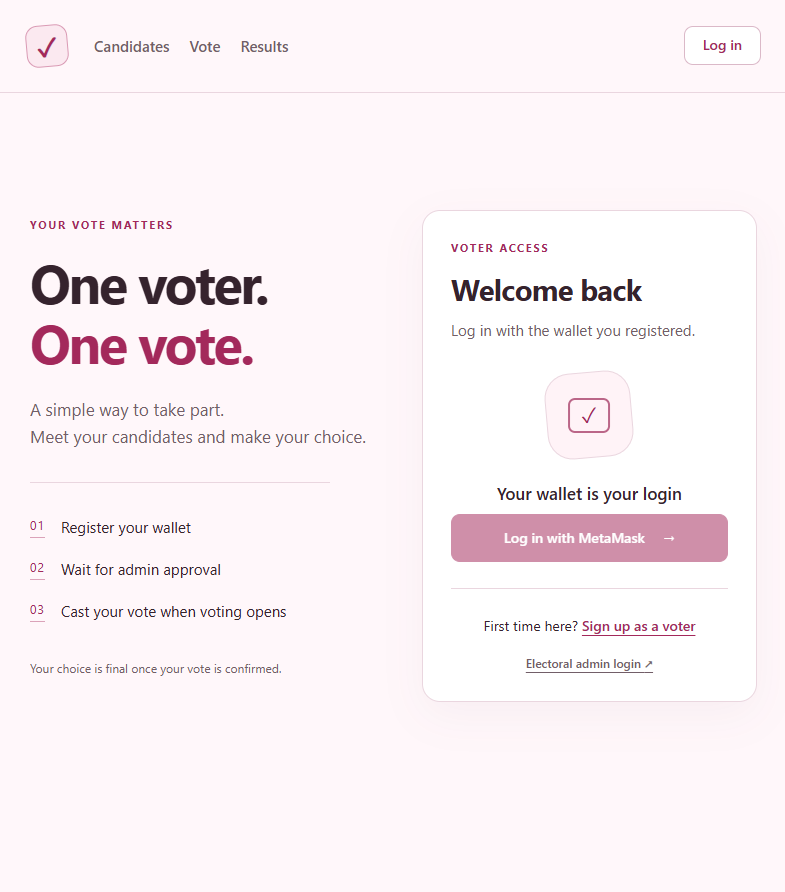 ✓
Candidates Vote Results
Log in
YOUR VOTE MATTERS
One voter.
One vote.
A simple way to take part.
Meet your candidates and make your choice.
01 Register your wallet
02 Wait for admin approval
03 Cast your vote when voting opens
Your choice is final once your vote is confirmed.
VOTER ACCESS
Welcome back
Log in with the wallet you registered.
✓
Your wallet is your login
Log in with MetaMask →
First time here? Sign up as a voter
Electoral admin login ↗